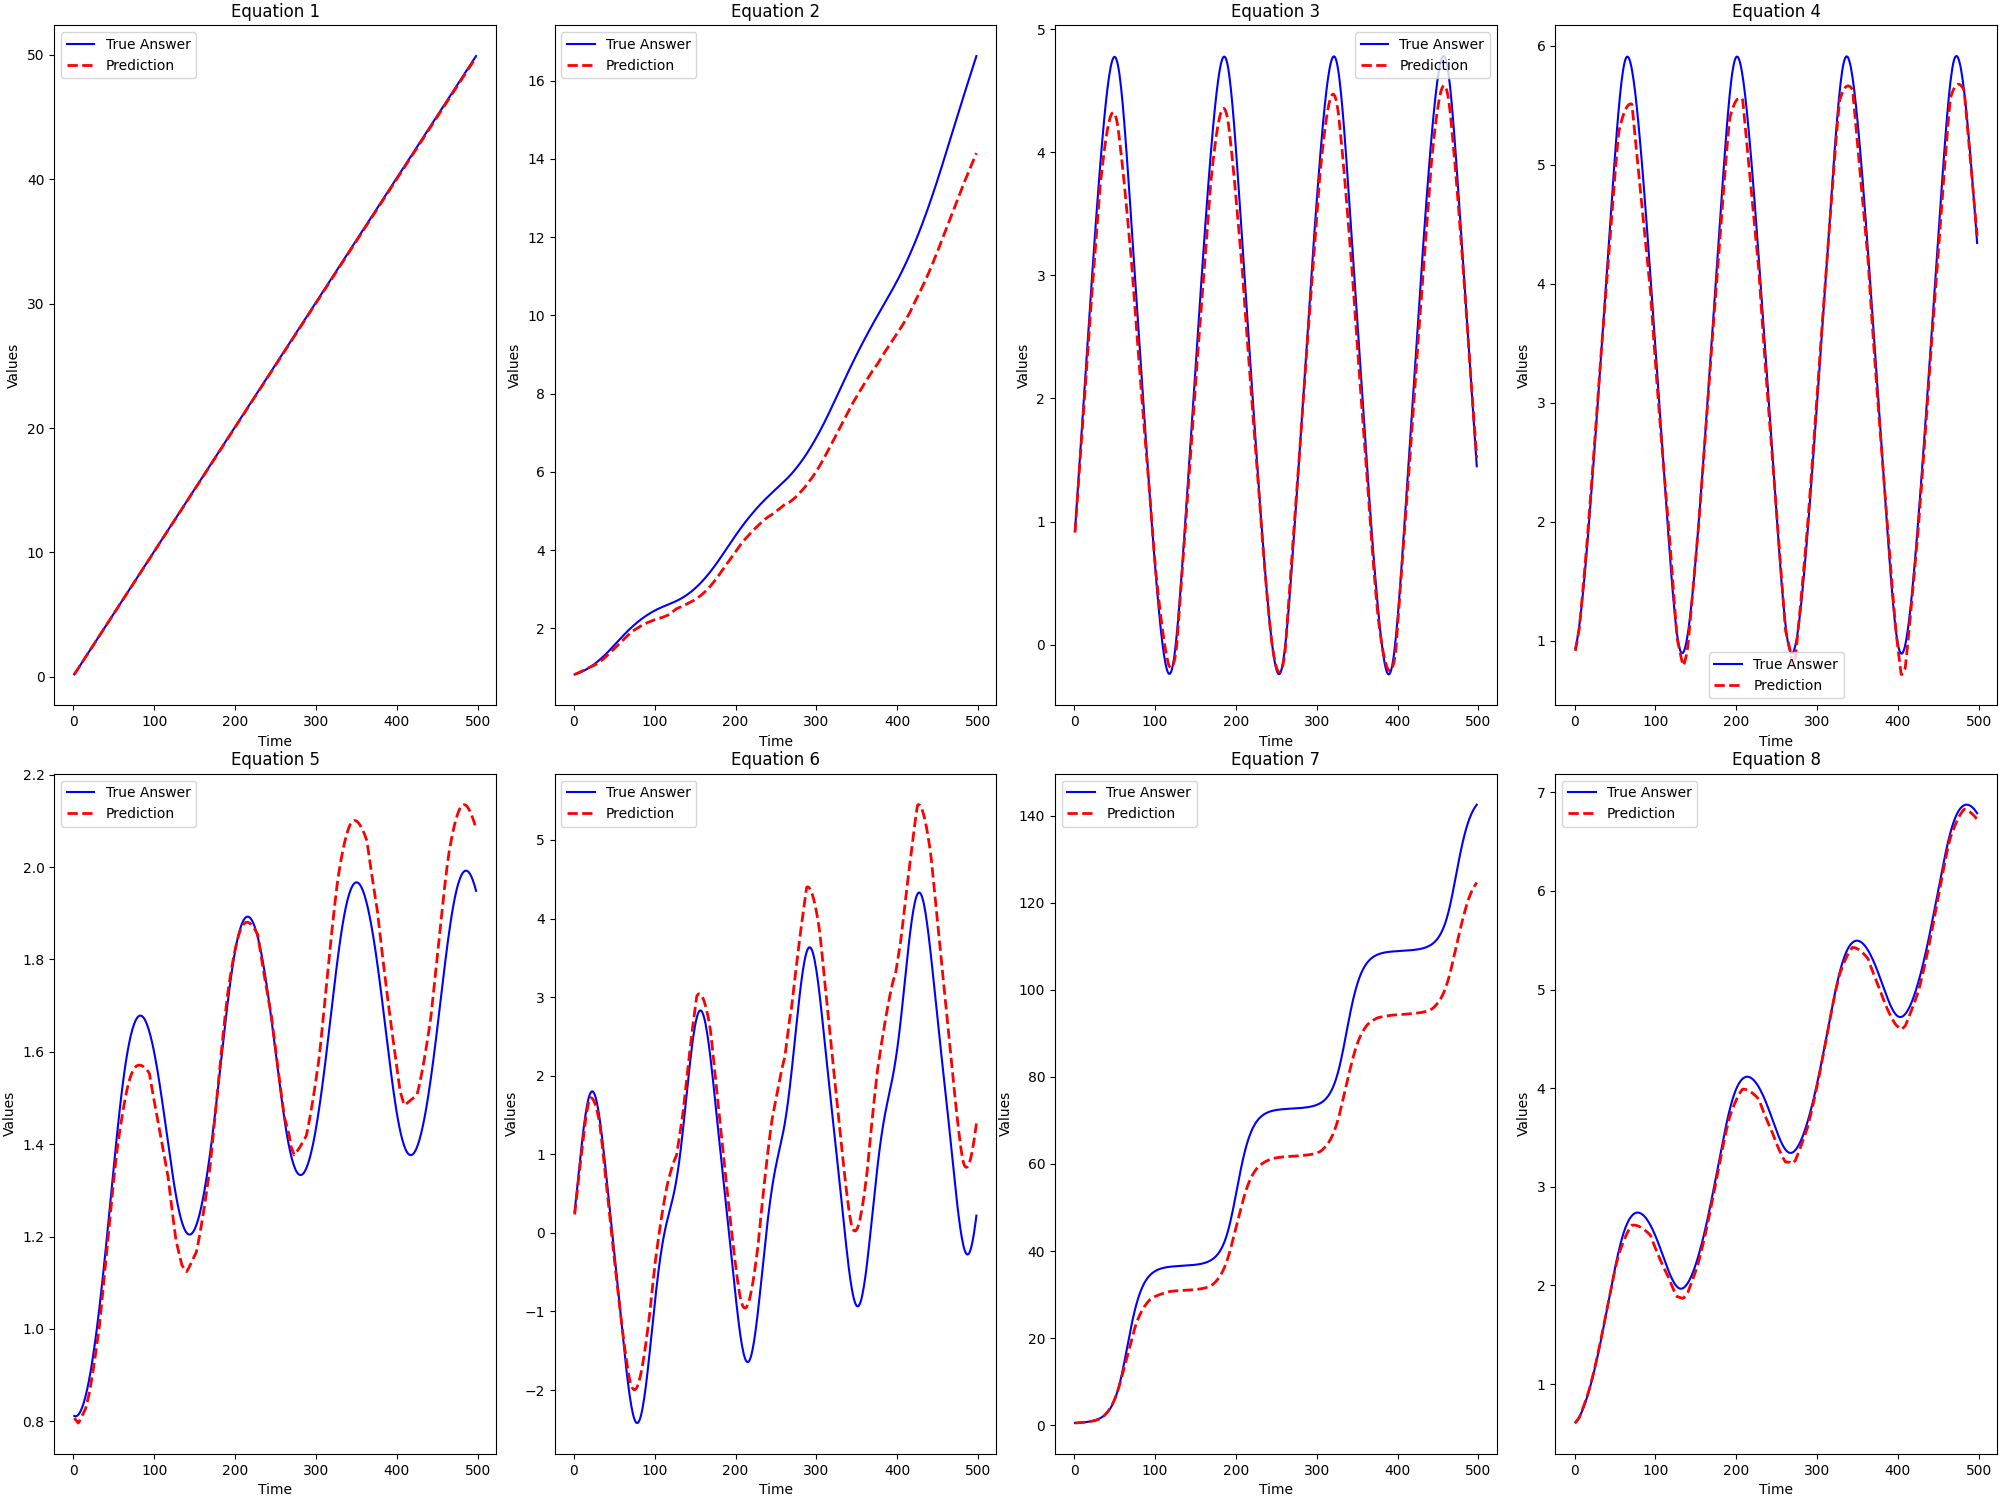 Equation 1
True Answer
Prediction
50
40
30
20
10
0
Values
0 100 200 300 400 500
Time
Equation 2
True Answer
Prediction
16
14
12
10
8
6
4
2
Values
0 100 200 300 400 500
Time
Equation 3
True Answer
Prediction
5
4
3
2
1
0
Values
0 100 200 300 400 500
Time
Equation 4
6
5
4
3
2
1
Values
True Answer
Prediction
0 100 200 300 400 500
Time
Equation 5
True Answer
Prediction
2.2
2.0
1.8
1.6
1.4
1.2
1.0
0.8
Values
0 100 200 300 400 500
Time
Equation 6
True Answer
Prediction
5
4
3
2
1
0
−1
−2
Values
0 100 200 300 400 500
Time
Equation 7
True Answer
Prediction
140
120
100
80
60
40
20
0
Values
0 100 200 300 400 500
Time
Equation 8
True Answer
Prediction
7
6
5
4
3
2
1
Values
0 100 200 300 400 500
Time